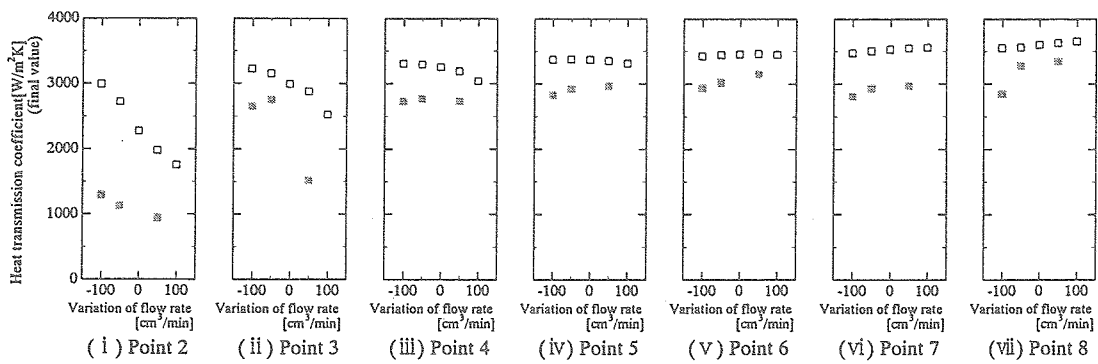 Heat transmission coefficient[W/m²K]
(final value)
4000
3000
2000
1000
0
-100 0 100
-100 0 100
-100 0 100
-100 0 100
-100 0 100
-100 0 100
-100 0 100
Variation of flow rate
[cm³/min]
Variation of flow rate
[cm³/min]
Variation of flow rate
[cm³/min]
Variation of flow rate
[cm³/min]
Variation of flow rate
[cm³/min]
Variation of flow rate
[cm³/min]
Variation of flow rate
[cm³/min]
(i) Point 2
(ii) Point 3
(iii) Point 4
(iv) Point 5
(v) Point 6
(vi) Point 7
(vii) Point 8